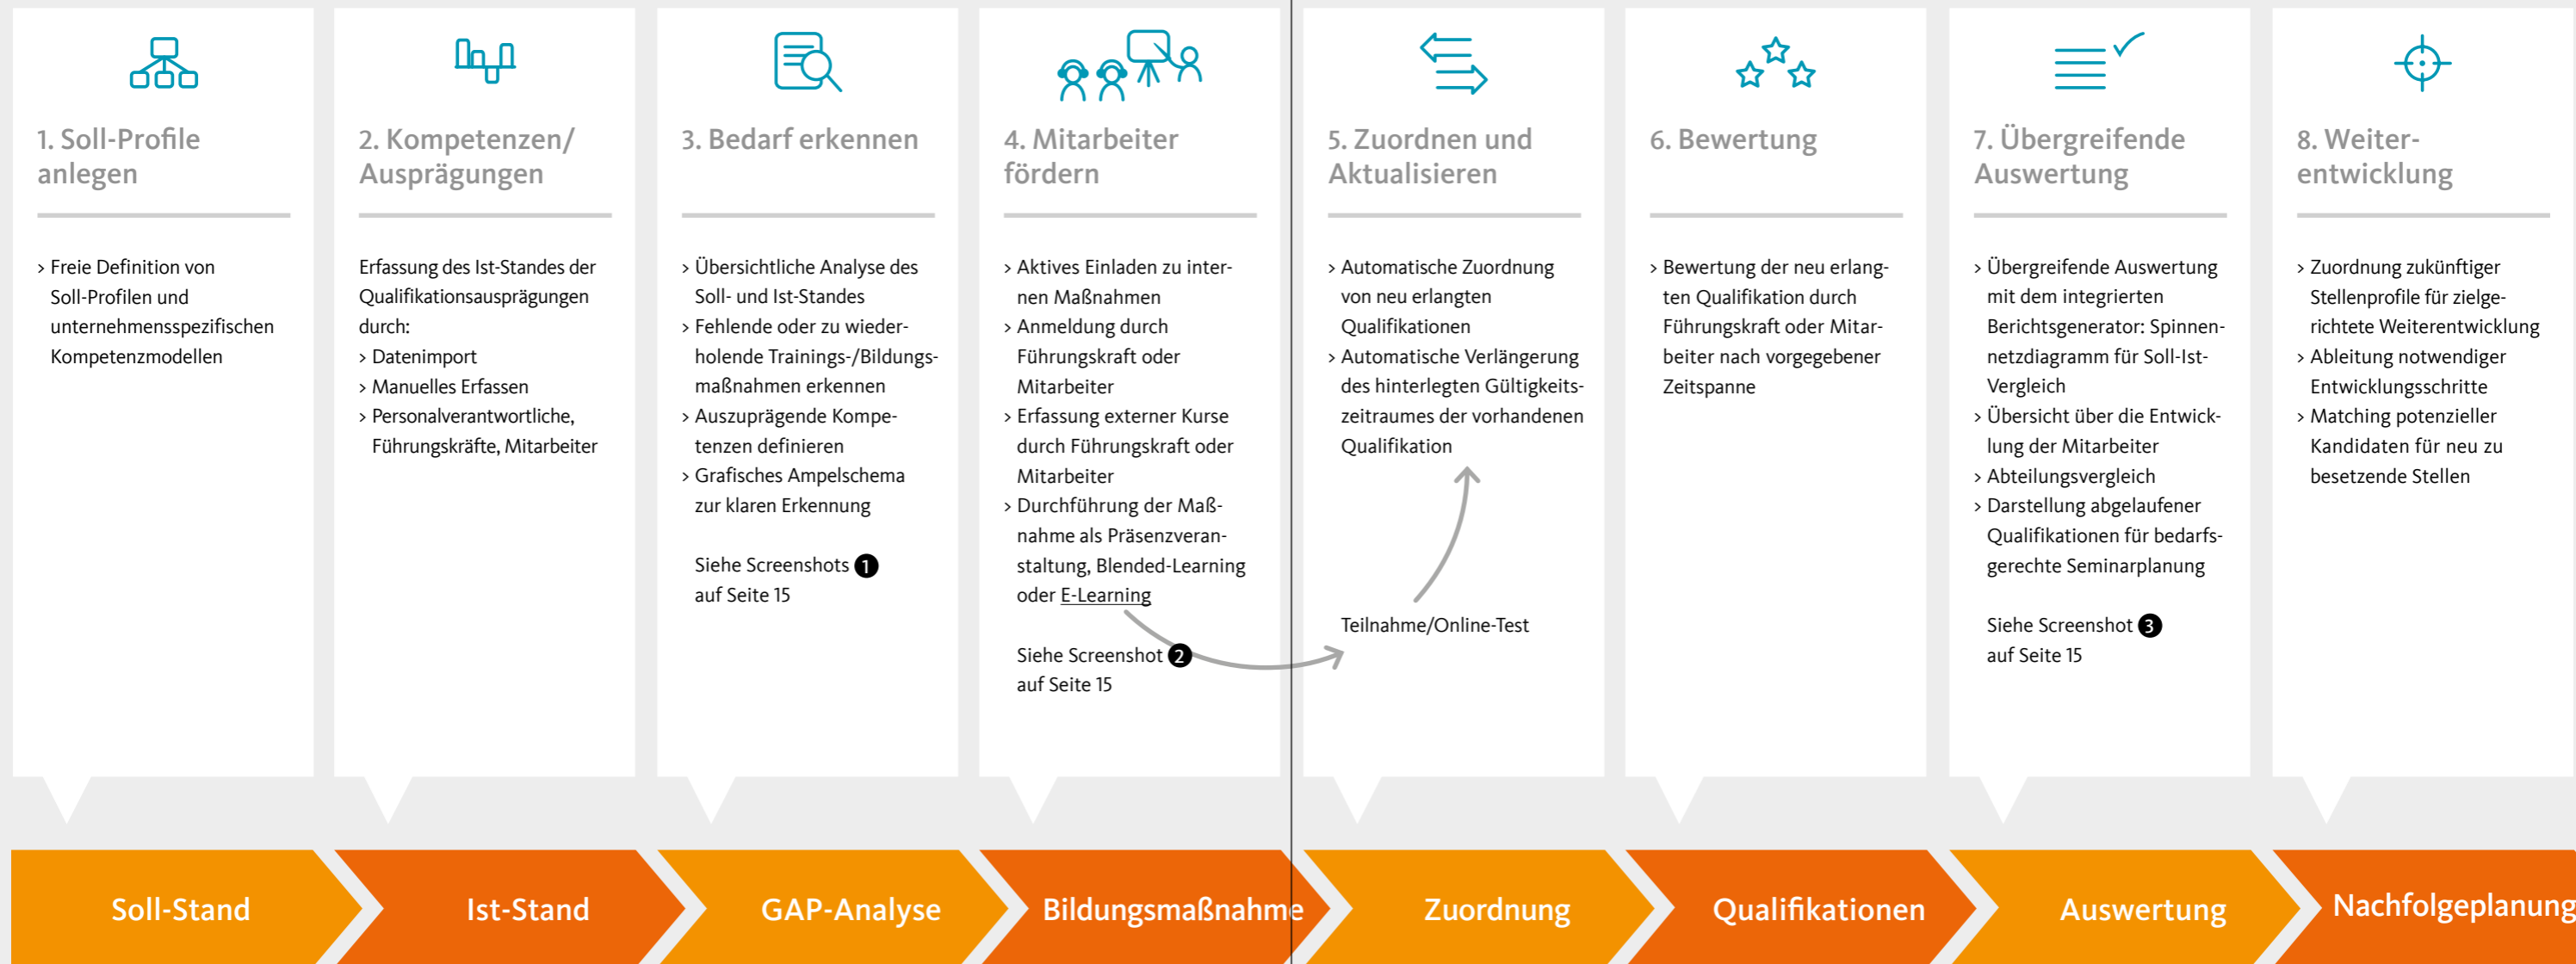 1. Soll-Profile
anlegen
› Freie Definition von
Soll-Profilen und
unternehmensspezifischen
Kompetenzmodellen
2. Kompetenzen/
Ausprägungen
Erfassung des Ist-Standes der
Qualifikationsausprägungen
durch:
› Datenimport
› Manuelles Erfassen
› Personalverantwortliche,
Führungskräfte, Mitarbeiter
3. Bedarf erkennen
› Übersichtliche Analyse des
Soll- und Ist-Standes
› Fehlende oder zu wieder-
holende Trainings-/Bildungs-
maßnahmen erkennen
› Auszuprägende Kompe-
tenzen definieren
› Grafisches Ampelschema
zur klaren Erkennung
Siehe Screenshots 1
auf Seite 15
4. Mitarbeiter
fördern
› Aktives Einladen zu inter-
nen Maßnahmen
› Anmeldung durch
Führungskraft oder
Mitarbeiter
› Erfassung externer Kurse
durch Führungskraft oder
Mitarbeiter
› Durchführung der Maß-
nahme als Präsenzveran-
staltung, Blended-Learning
oder E-Learning
Siehe Screenshot 2
auf Seite 15
5. Zuordnen und
Aktualisieren
› Automatische Zuordnung
von neu erlangten
Qualifikationen
› Automatische Verlängerung
des hinterlegten Gültigkeits-
zeitraumes der vorhandenen
Qualifikation
Teilnahme/Online-Test
6. Bewertung
› Bewertung der neu erlang-
ten Qualifikation durch
Führungskraft oder Mitar-
beiter nach vorgegebener
Zeitspanne
7. Übergreifende
Auswertung
› Übergreifende Auswertung
mit dem integrierten
Berichtsgenerator: Spinnen-
netzdiagramm für Soll-Ist-
Vergleich
› Übersicht über die Entwick-
lung der Mitarbeiter
› Abteilungsvergleich
› Darstellung abgelaufener
Qualifikationen für bedarfs-
gerechte Seminarplanung
Siehe Screenshot 3
auf Seite 15
8. Weiter-
entwicklung
› Zuordnung zukünftiger
Stellenprofile für zielge-
richtete Weiterentwicklung
› Ableitung notwendiger
Entwicklungsschritte
› Matching potenzieller
Kandidaten für neu zu
besetzende Stellen
Soll-Stand
Ist-Stand
GAP-Analyse
Bildungsmaßnahme
Zuordnung
Qualifikationen
Auswertung
Nachfolgeplanung